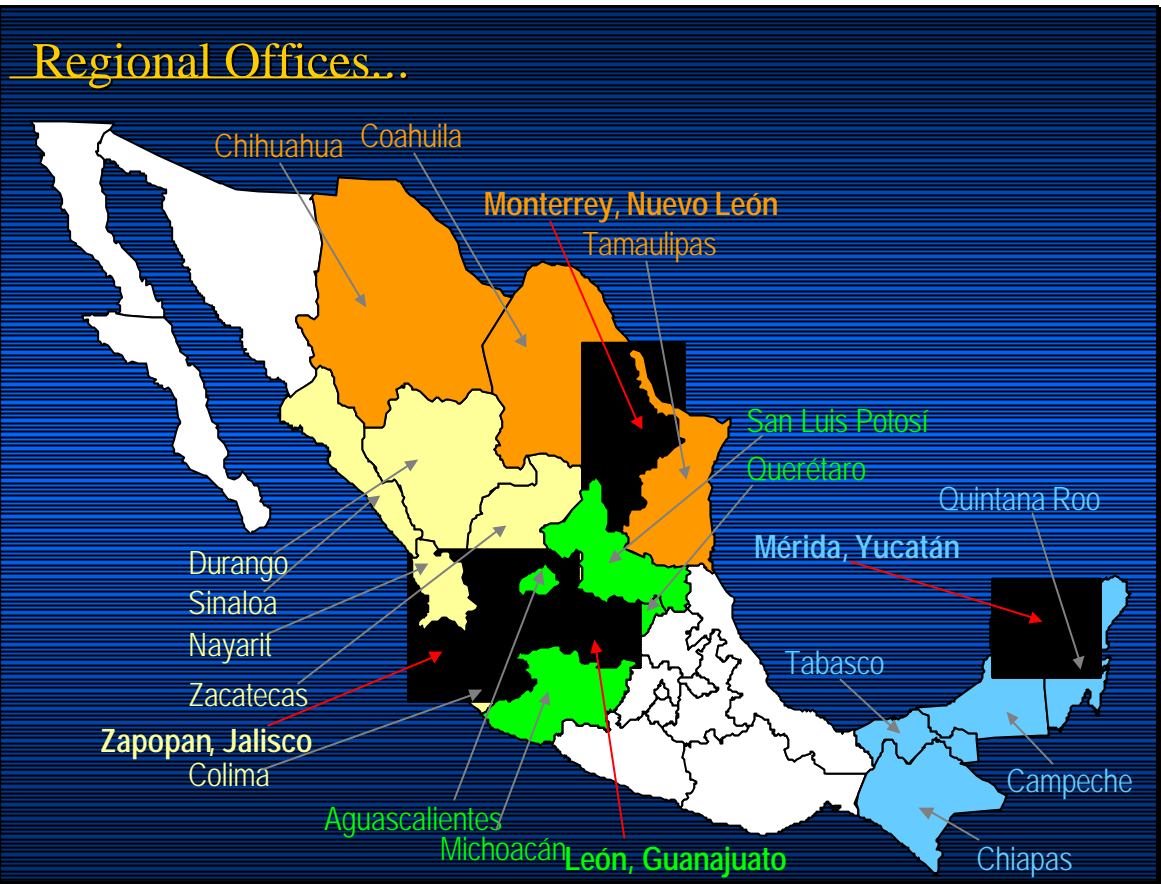 Regional Offices...
Chihuahua
Coahuila
Monterrey, Nuevo León
Tamaulipas
San Luis Potosí
Querétaro
Quintana Roo
Mérida, Yucatán
Durango
Sinaloa
Nayarit
Tabasco
Zacatecas
Zapopan, Jalisco
Colima
Campeche
Aguascalientes
Michoacán
León, Guanajuato
Chiapas